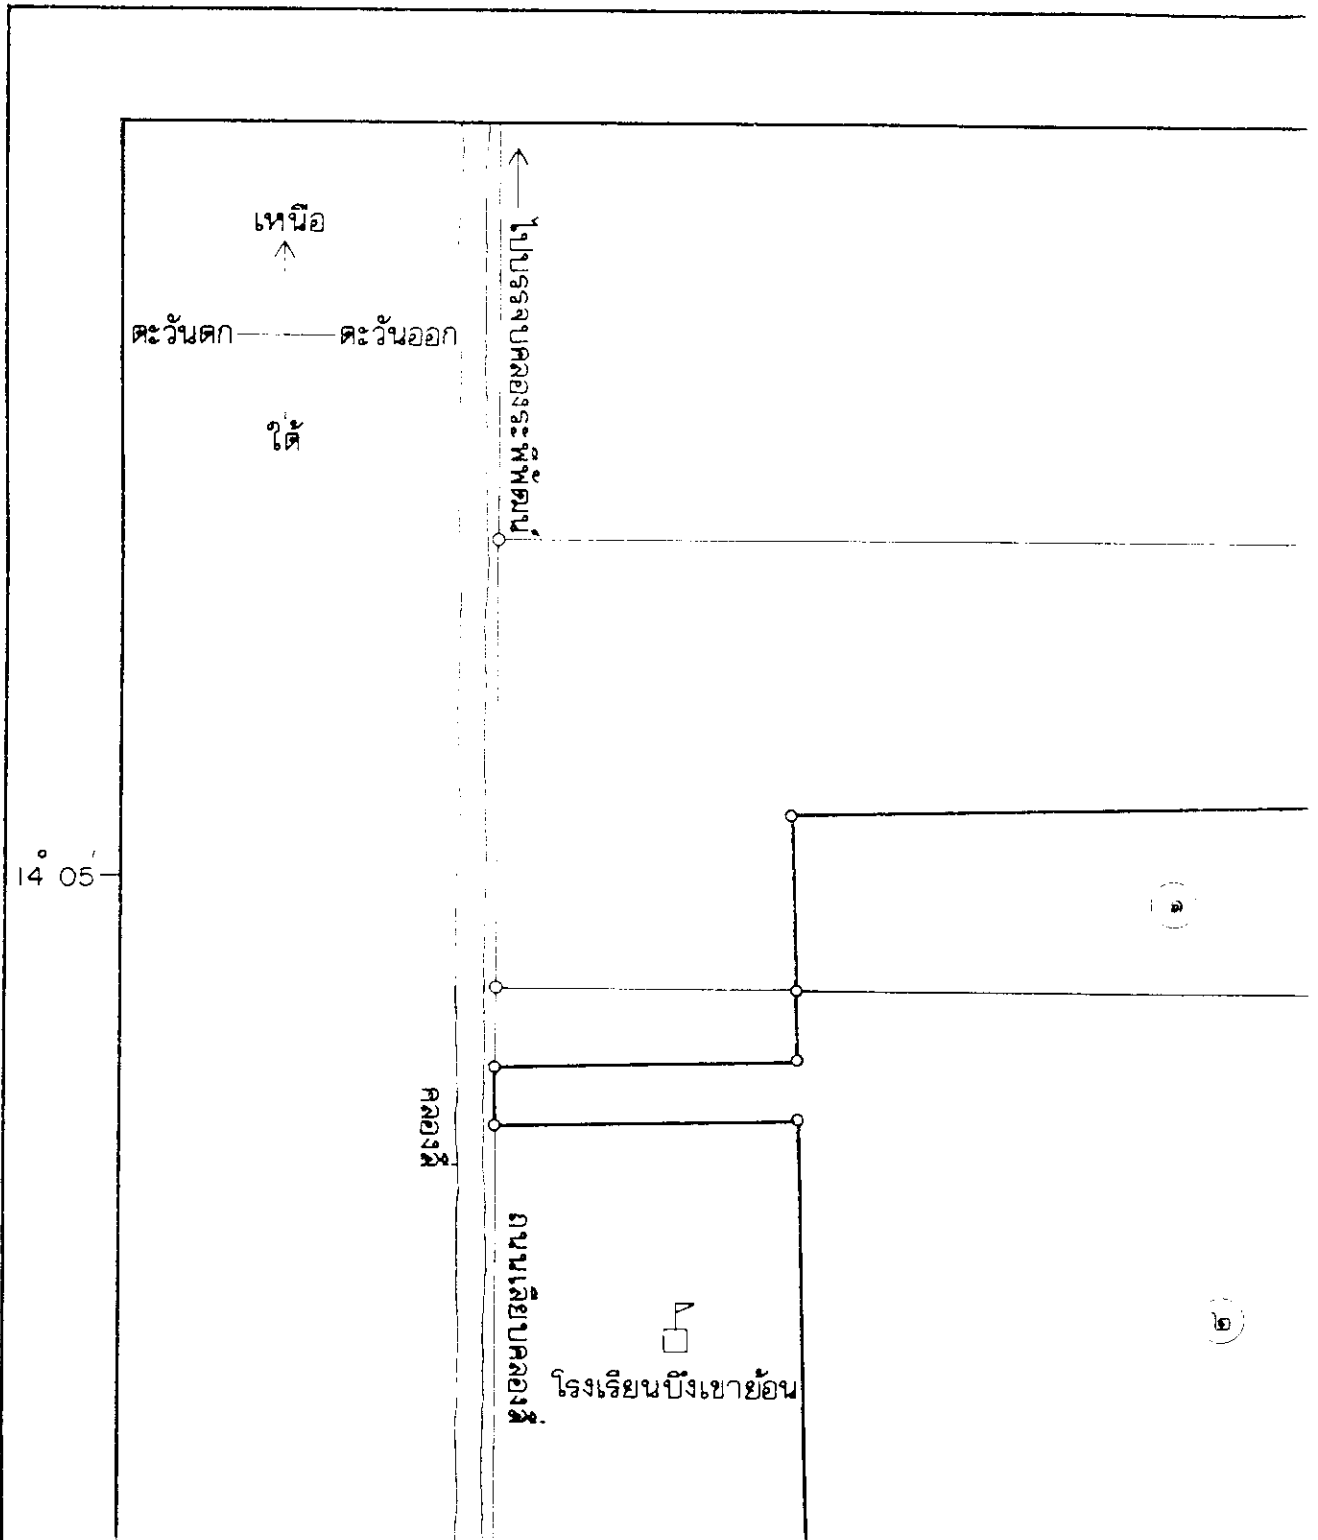 เหนือ
ตะวันตก
ตะวันออก
ใต้
ไปบรรจบคลองระพีพัฒน์
14° 05'
๑
คลองสี่
ถนนเลียบคลองสี่
โรงเรียนบึงเขาย้อน
๒